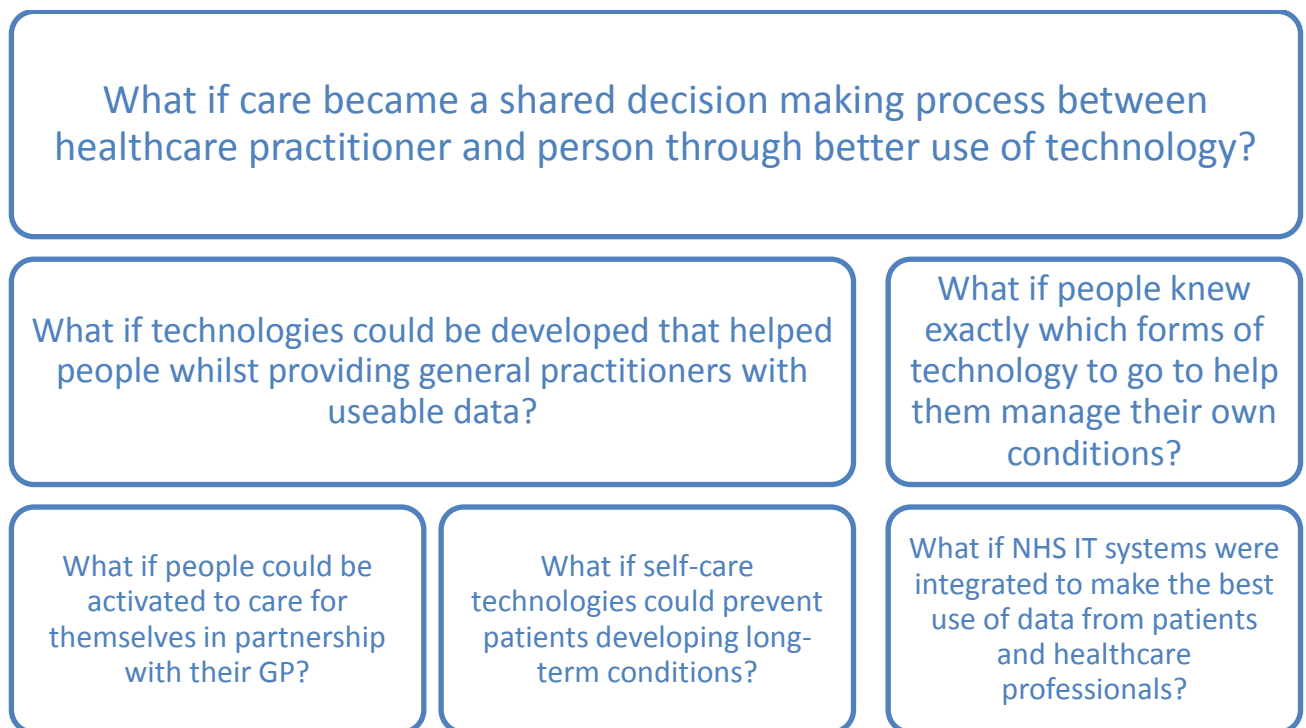 What if care became a shared decision making process between
healthcare practitioner and person through better use of technology?
What if technologies could be developed that helped
people whilst providing general practitioners with
useable data?
What if people knew
exactly which forms of
technology to go to help
them manage their own
conditions?
What if people could be
activated to care for
themselves in partnership
with their GP?
What if self-care
technologies could prevent
patients developing long-
term conditions?
What if NHS IT systems were
integrated to make the best
use of data from patients
and healthcare
professionals?